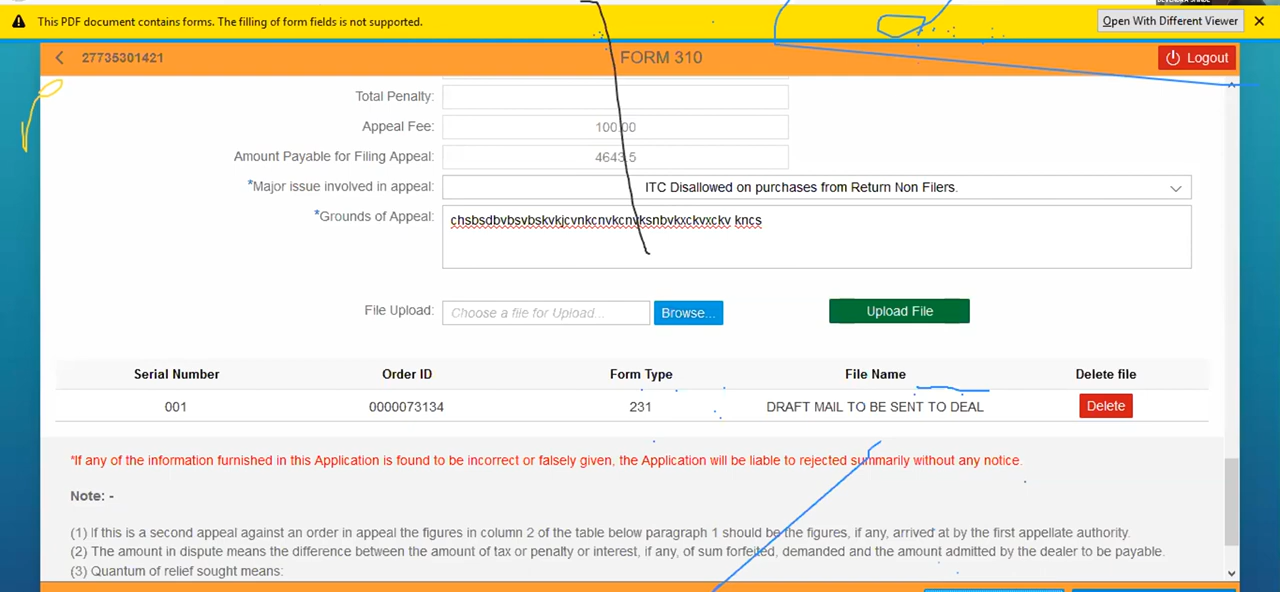 This PDF document contains forms. The filling of form fields is not supported.
Open With Different Viewer
27735301421
FORM 310
Logout
Total Penalty:
Appeal Fee: 100.00
Amount Payable for Filing Appeal: 4643.5
*Major issue involved in appeal: ITC Disallowed on purchases from Return Non Filers.
*Grounds of Appeal: chsbsdbvbsvbskvkjcvnkcnvkcnvksnbvkxckvxckv kncs
File Upload: Choose a file for Upload... Browse... Upload File
Serial Number Order ID Form Type File Name Delete file
001 0000073134 231 DRAFT MAIL TO BE SENT TO DEAL Delete
*If any of the information furnished in this Application is found to be incorrect or falsely given, the Application will be liable to rejected summarily without any notice.
Note: -
(1) If this is a second appeal against an order in appeal the figures in column 2 of the table below paragraph 1 should be the figures, if any, arrived at by the first appellate authority.
(2) The amount in dispute means the difference between the amount of tax or penalty or interest, if any, of sum forfeited, demanded and the amount admitted by the dealer to be payable.
(3) Quantum of relief sought means: